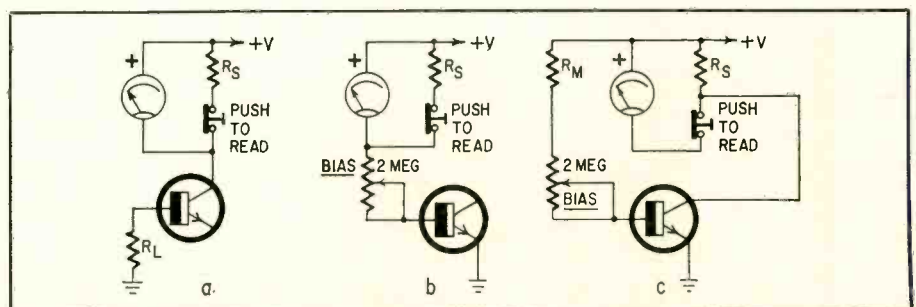 +V
+
R_S
PUSH
TO
READ
R_L
a.
+V
+
R_S
PUSH
TO
READ
BIAS
2 MEG
b
+V
R_M
+
R_S
PUSH
TO
READ
2 MEG
BIAS
c